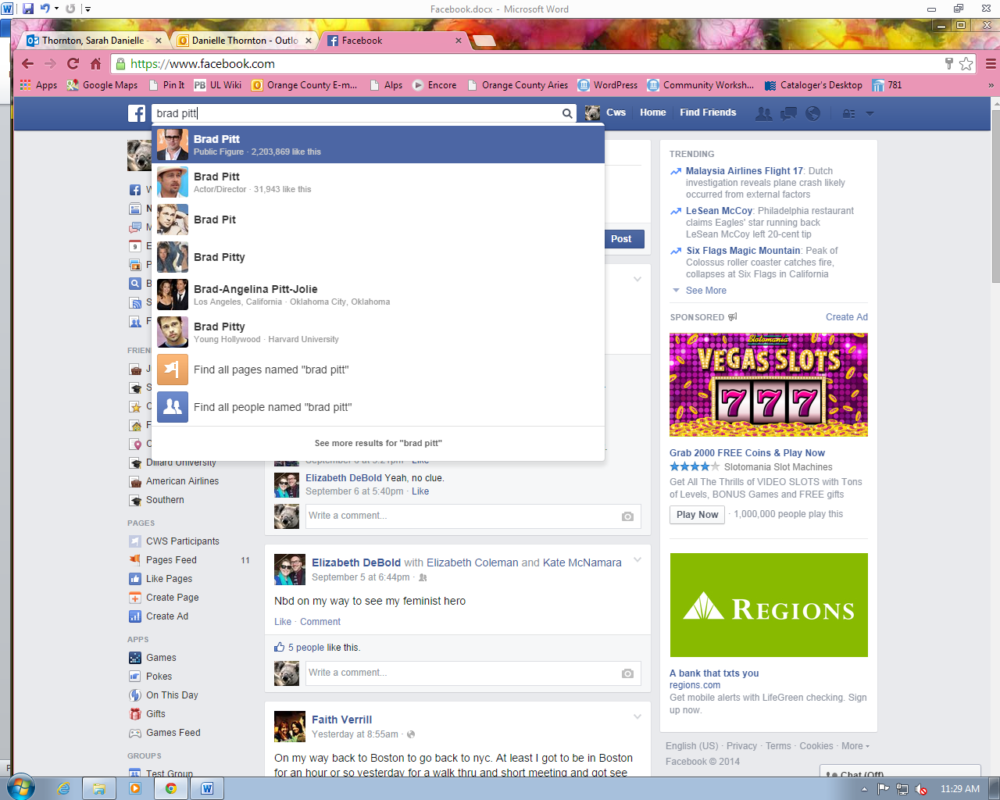 Facebook.docx - Microsoft Word
Thornton, Sarah Danielle -
Danielle Thornton - Outlo
Facebook
https://www.facebook.com
Apps
Google Maps
Pin It
UL Wiki
Orange County E-m...
Alps
Encore
Orange County Aries
WordPress
Community Worksh...
Cataloger's Desktop
781
»
brad pitt
Cws
Home
Find Friends
Brad Pitt
Public Figure · 2,203,869 like this
Brad Pitt
Actor/Director · 31,943 like this
Brad Pit
Brad Pitty
Brad-Angelina Pitt-Jolie
Los Angeles, California · Oklahoma City, Oklahoma
Brad Pitty
Young Hollywood · Harvard University
Find all pages named "brad pitt"
Find all people named "brad pitt"
See more results for "brad pitt"
Post
FRIEN
Dillard University
American Airlines
Southern
PAGES
CWS Participants
Pages Feed 11
Like Pages
Create Page
Create Ad
APPS
Games
Pokes
On This Day
Gifts
Games Feed
GROUPS
Test Group
September 6 at 5:21pm · Like
Elizabeth DeBold Yeah, no clue.
September 6 at 5:40pm · Like
Write a comment...
Elizabeth DeBold with Elizabeth Coleman and Kate McNamara
September 5 at 6:44pm ·
Nbd on my way to see my feminist hero
Like · Comment
5 people like this.
Write a comment...
Faith Verrill
Yesterday at 8:55am ·
On my way back to Boston to go back to nyc. At least I got to be in Boston
for an hour or so yesterday for a walk thru and short meeting and got see
TRENDING
Malaysia Airlines Flight 17: Dutch
investigation reveals plane crash likely
occurred from external factors
LeSean McCoy: Philadelphia restaurant
claims Eagles' star running back
LeSean McCoy left 20-cent tip
Six Flags Magic Mountain: Peak of
Colossus roller coaster catches fire,
collapses at Six Flags in California
See More
SPONSORED
Create Ad
Slotomania
VEGAS SLOTS
7 7 7
Grab 2000 FREE Coins & Play Now
Slotomania Slot Machines
Get All The Thrills of VIDEO SLOTS with Tons
of Levels, BONUS Games and FREE gifts
Play Now · 1,000,000 people play this
REGIONS
A bank that txts you
regions.com
Get mobile alerts with LifeGreen checking. Sign
up now.
English (US) · Privacy · Terms · Cookies · More
Facebook © 2014
Chat (Off)
11:29 AM